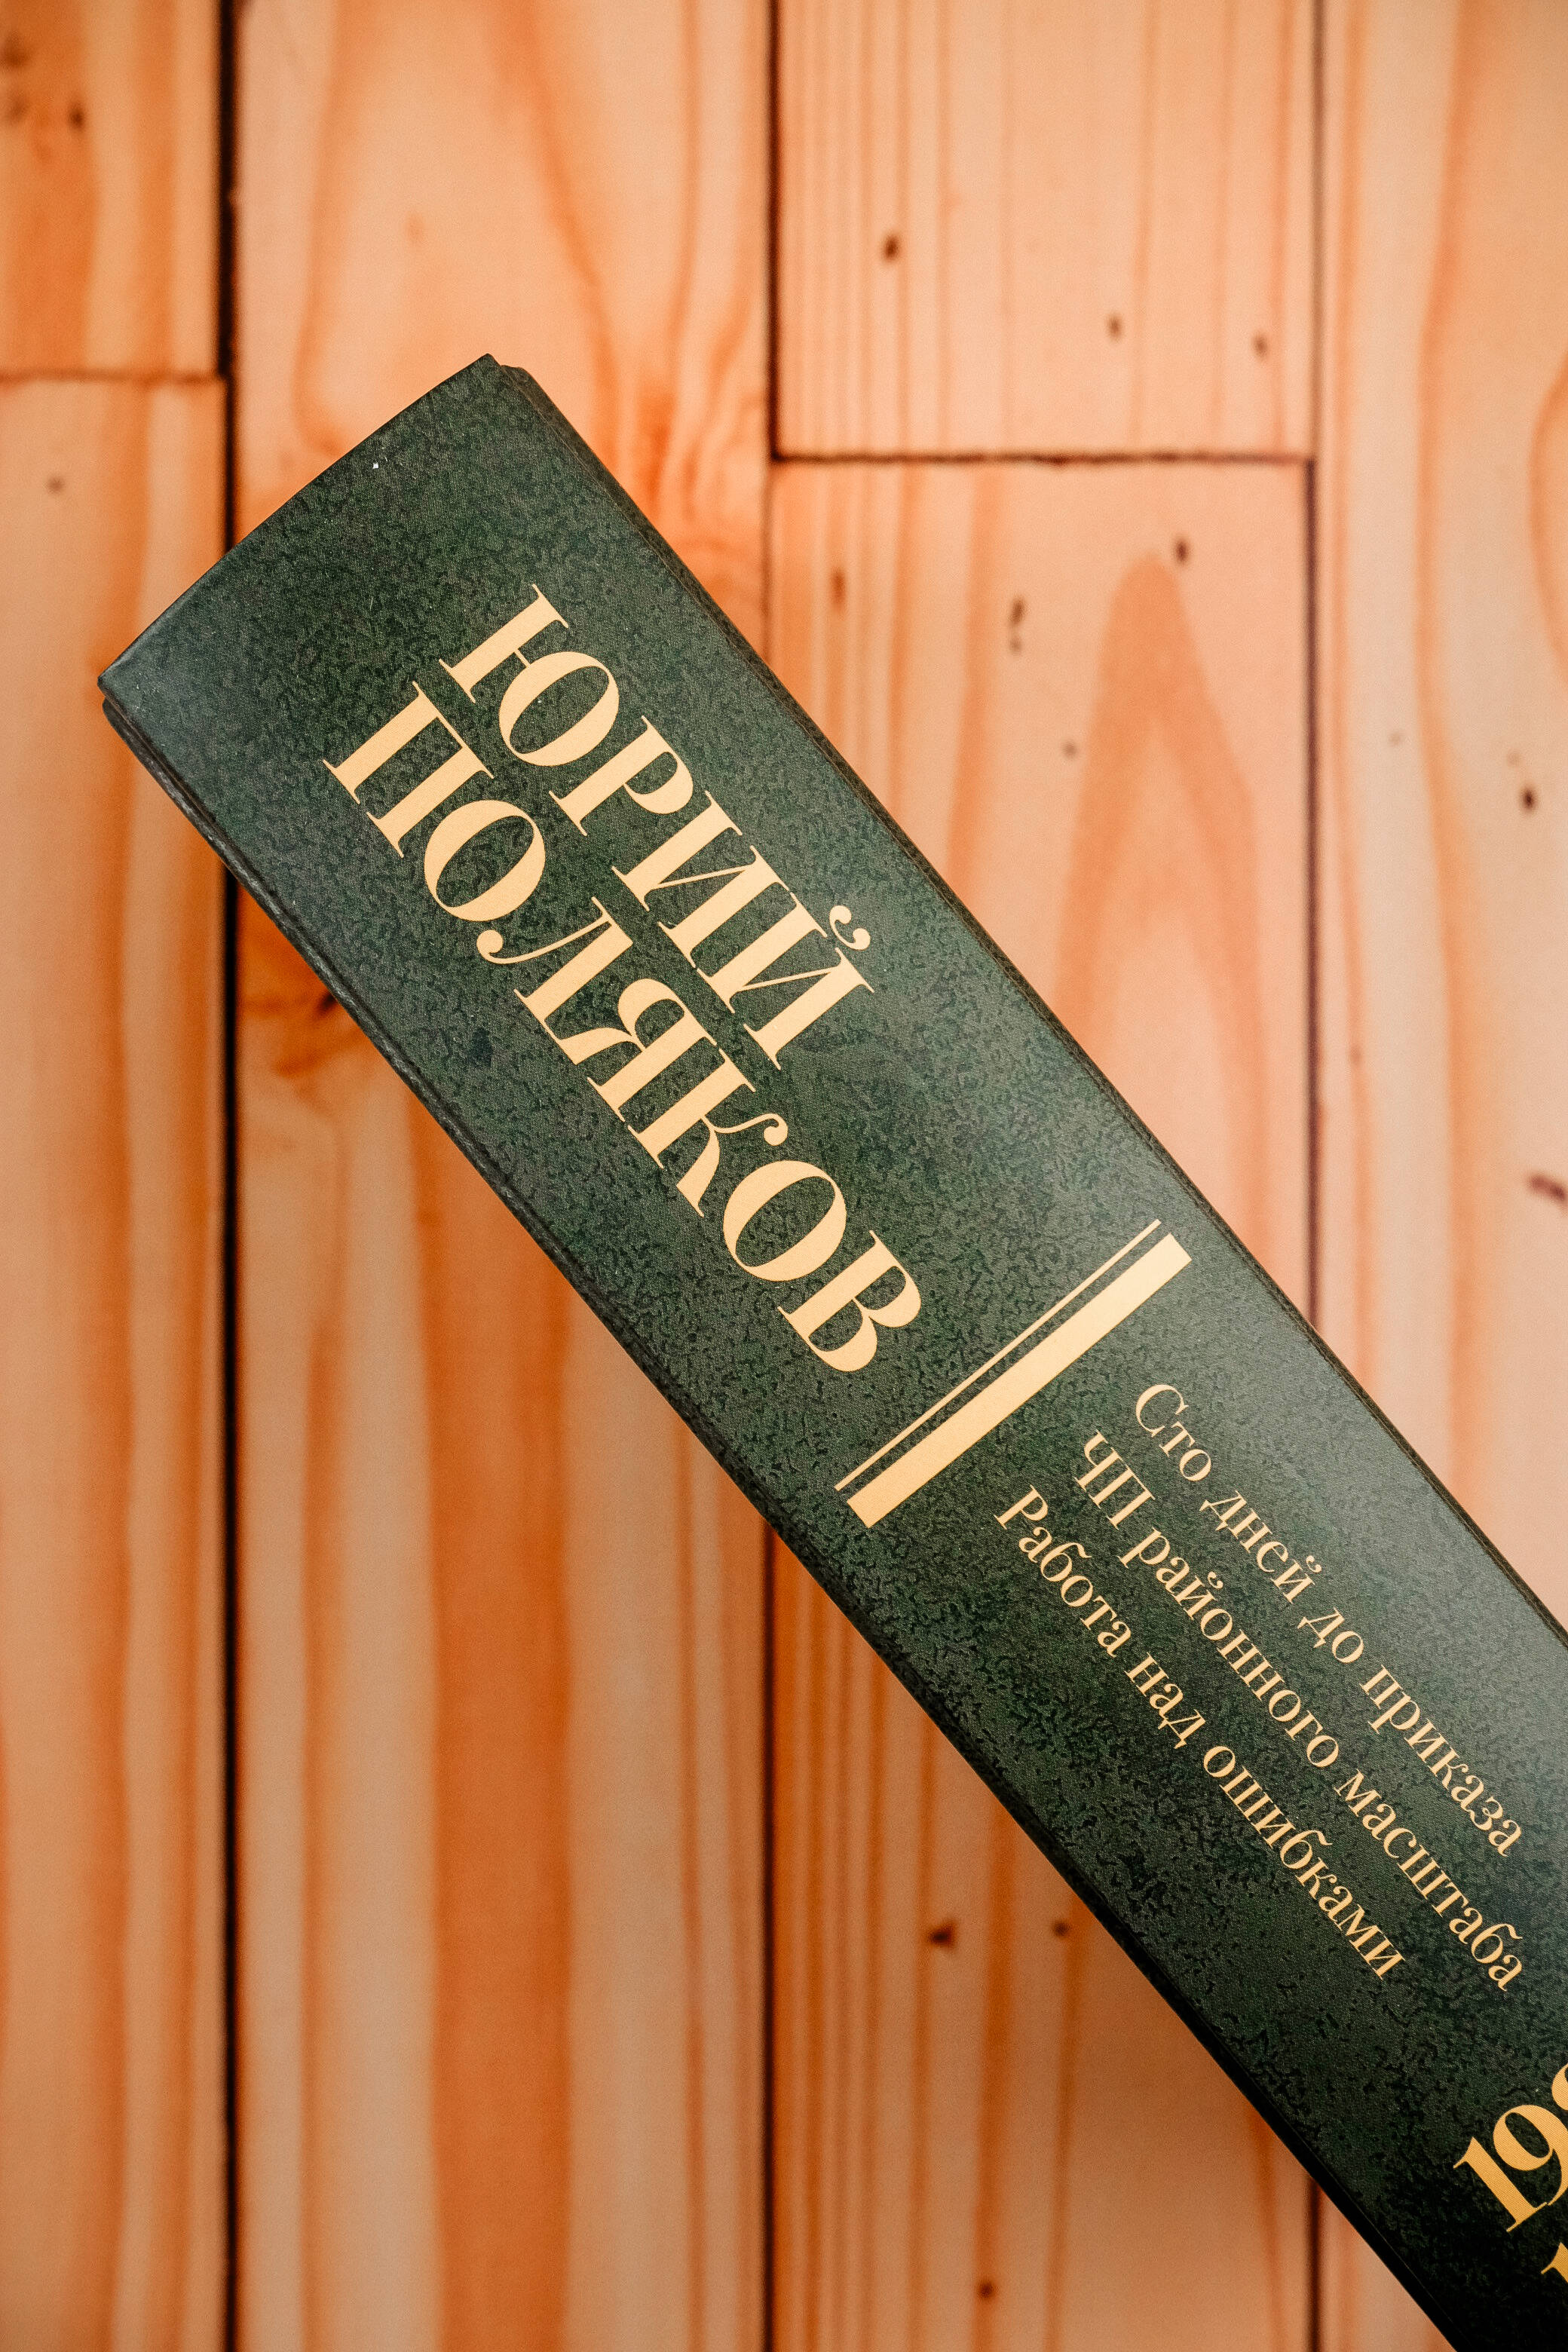 ЮРИЙ
ПОЛЯКОВ
Сто дней до приказа
ЧП районного масштаба
Работа над ошибками